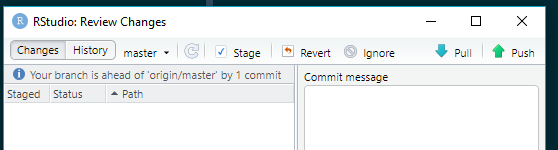 R RStudio: Review Changes
Changes History master Stage Revert Ignore Pull Push
Your branch is ahead of 'origin/master' by 1 commit
Staged Status Path
Commit message